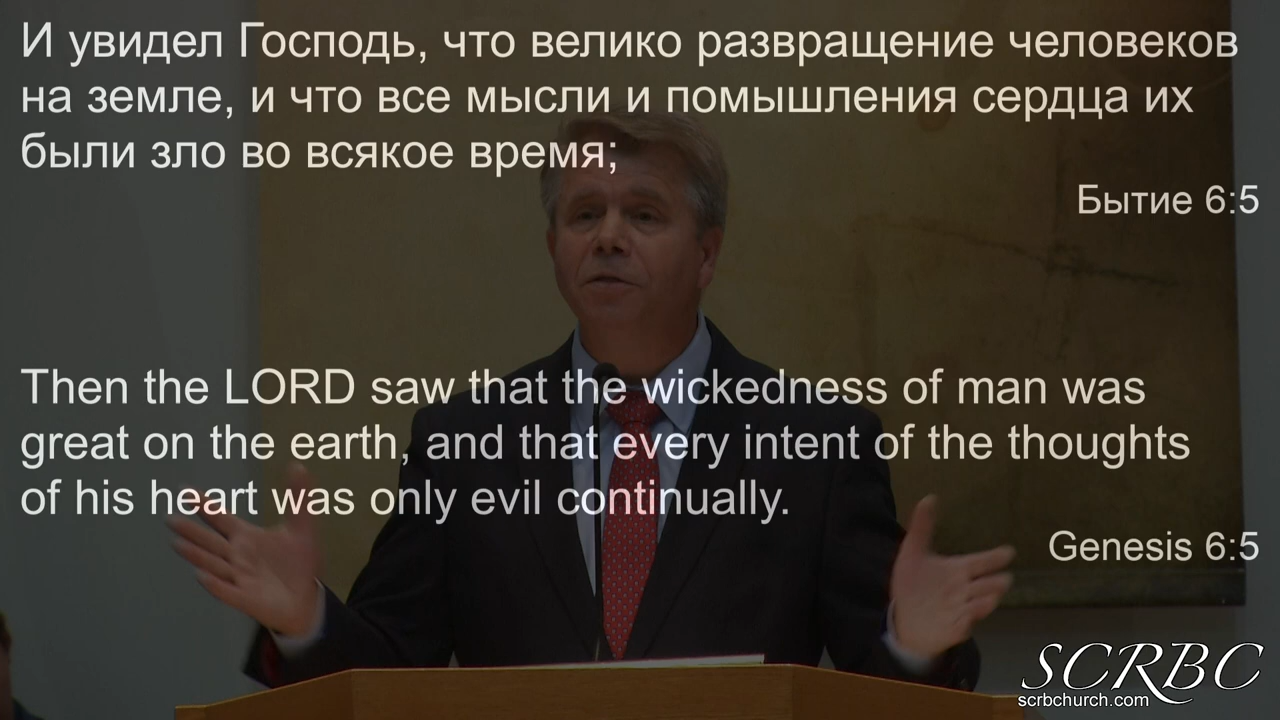 И увидел Господь, что велико развращение человеков
на земле, и что все мысли и помышления сердца их
были зло во всякое время;
Бытие 6:5
Then the LORD saw that the wickedness of man was
great on the earth, and that every intent of the thoughts
of his heart was only evil continually.
Genesis 6:5
SCRBC
scrbchurch.com